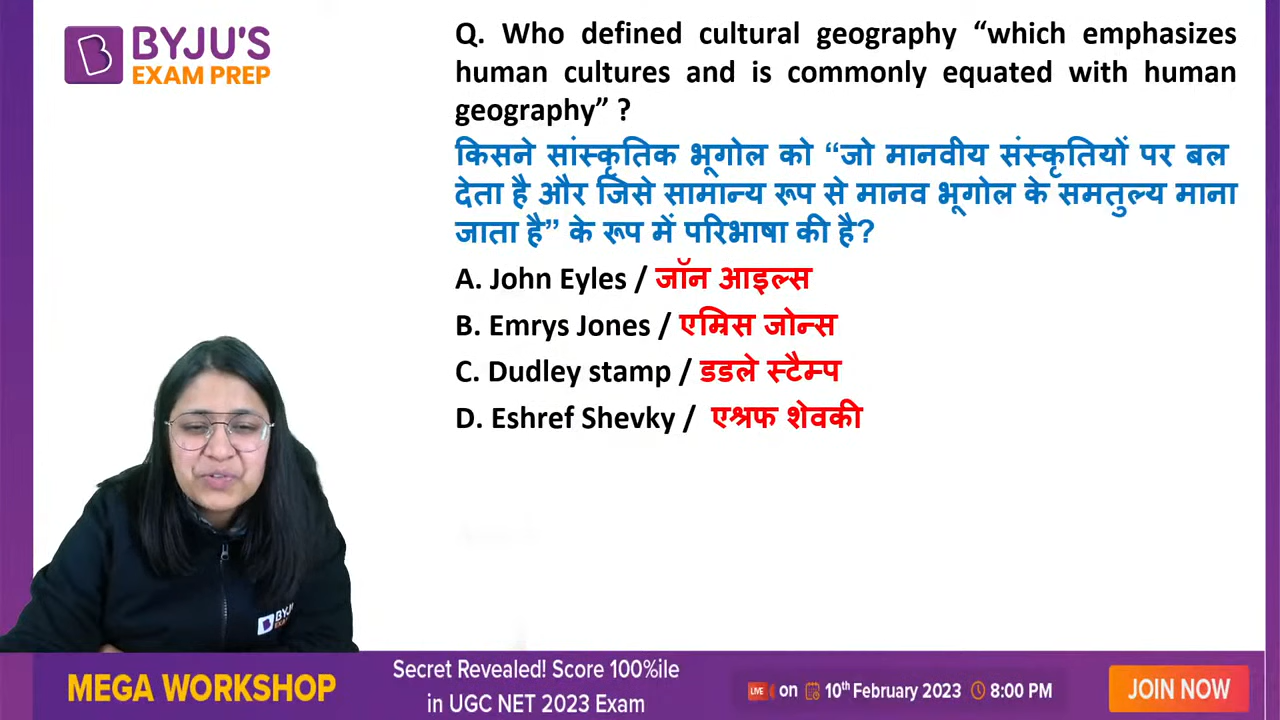 BYJU'S
EXAM PREP
Q. Who defined cultural geography “which emphasizes
human cultures and is commonly equated with human
geography” ?
किसने सांस्कृतिक भूगोल को “जो मानवीय संस्कृतियों पर बल
देता है और जिसे सामान्य रूप से मानव भूगोल के समतुल्य माना
जाता है” के रूप में परिभाषा की है?
A. John Eyles / जॉन आइल्स
B. Emrys Jones / एम्रिस जोन्स
C. Dudley stamp / डडले स्टैम्प
D. Eshref Shevky / एश्रफ शेवकी
BYJU
MEGA WORKSHOP
Secret Revealed! Score 100%ile
in UGC NET 2023 Exam
LIVE on 10th February 2023 8:00 PM
JOIN NOW